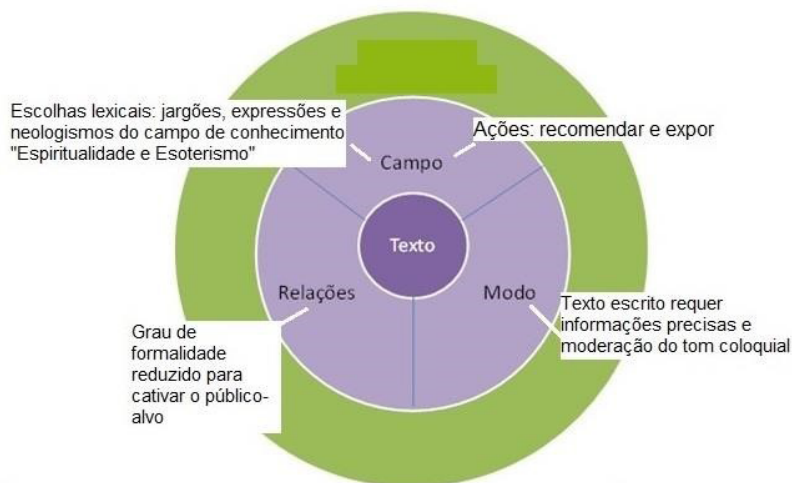 Escolhas lexicais: jargões, expressões e
neologismos do campo de conhecimento
"Espiritualidade e Esoterismo"
Ações: recomendar e expor
Campo
Texto
Relações
Modo
Texto escrito requer
informações precisas e
moderação do tom coloquial
Grau de
formalidade
reduzido para
cativar o público-
alvo